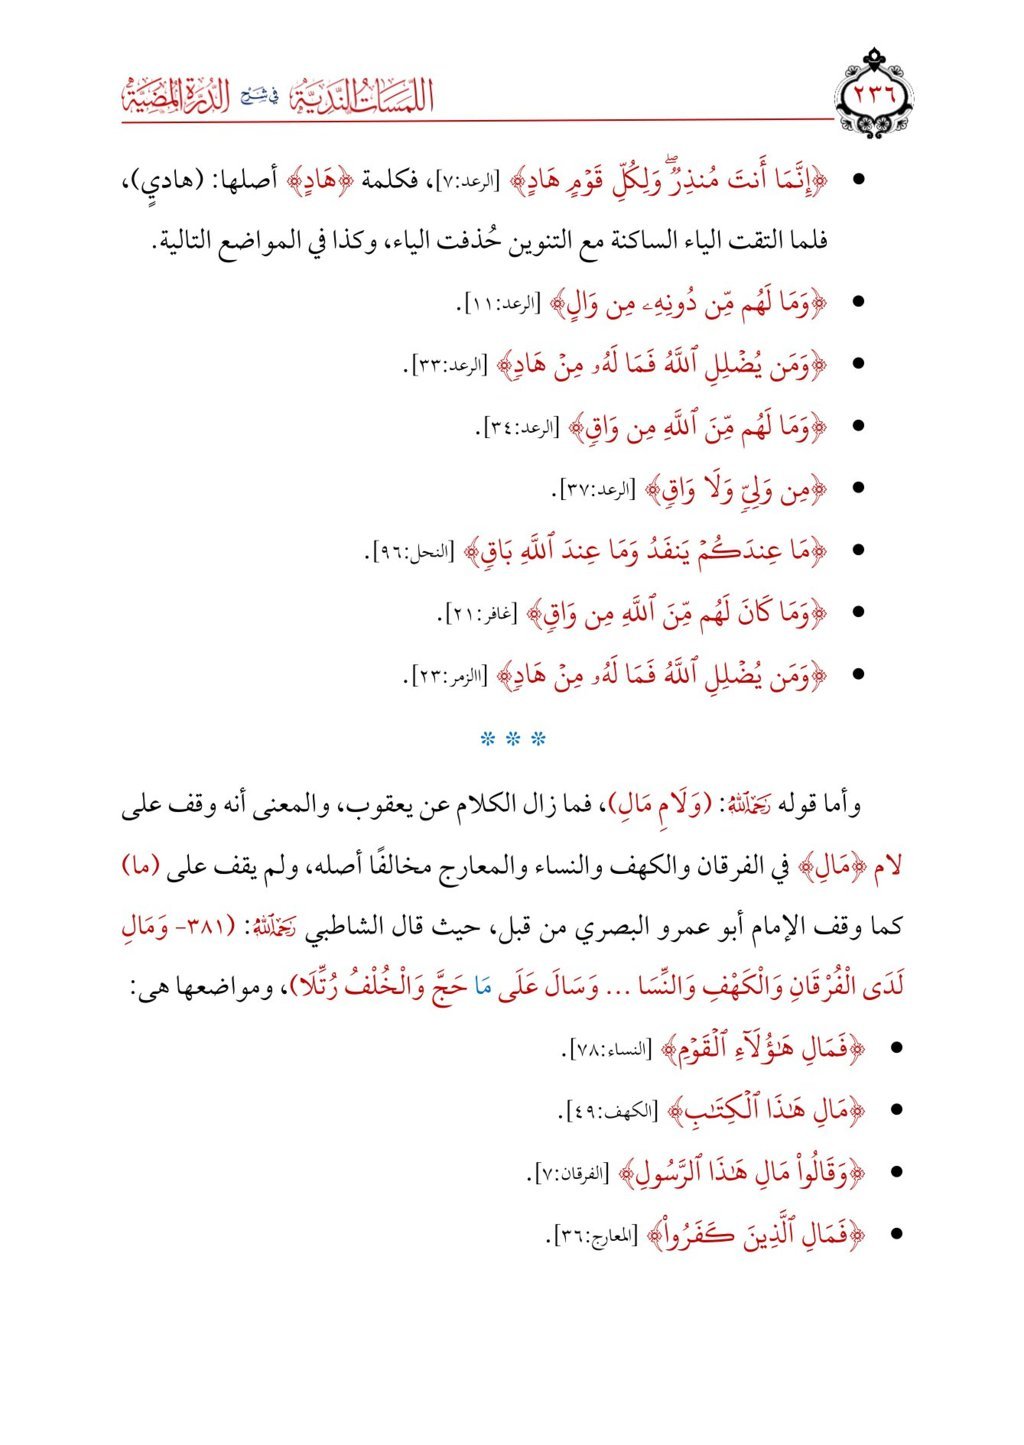 ٢٣٦
اللمسات الندية في شرح الدرة المضية
• ﴿إِنَّمَا أَنتَ مُنذِرٌۖ وَلِكُلِّ قَوْمٍ هَادٍ﴾ [الرعد:٧]، فكلمة ﴿هَادٍ﴾ أصلها: (هاديٍ)،
فلما التقت الياء الساكنة مع التنوين حُذفت الياء، وكذا في المواضع التالية.
• ﴿وَمَا لَهُم مِّن دُونِهِۦ مِن وَالٍ﴾ [الرعد:١١].
• ﴿وَمَن يُضْلِلِ ٱللَّهُ فَمَا لَهُۥ مِنْ هَادٍ﴾ [الرعد:٣٣].
• ﴿وَمَا لَهُم مِّنَ ٱللَّهِ مِن وَاقٍ﴾ [الرعد:٣٤].
• ﴿مِن وَلِيٍّ وَلَا وَاقٍ﴾ [الرعد:٣٧].
• ﴿مَا عِندَكُمْ يَنفَدُ وَمَا عِندَ ٱللَّهِ بَاقٍ﴾ [النحل:٩٦].
• ﴿وَمَا كَانَ لَهُم مِّنَ ٱللَّهِ مِن وَاقٍ﴾ [غافر:٢١].
• ﴿وَمَن يُضْلِلِ ٱللَّهُ فَمَا لَهُۥ مِنْ هَادٍ﴾ [االزمر:٢٣].
* * *
وأما قوله رَحِمَهُ اللَّهُ: (وَلَامِ مَالِ)، فما زال الكلام عن يعقوب، والمعنى أنه وقف على
لام ﴿مَالِ﴾ في الفرقان والكهف والنساء والمعارج مخالفًا أصله، ولم يقف على (ما)
كما وقف الإمام أبو عمرو البصري من قبل، حيث قال الشاطبي رَحِمَهُ اللَّهُ: (٣٨١- وَمَالِ
لَدَى الْفُرْقَانِ وَالْكَهْفِ وَالنِّسَا ... وَسَالَ عَلَى مَا حَجَّ وَالْخُلْفُ رُتِّلَا)، ومواضعها هى:
• ﴿فَمَالِ هَٰٓؤُلَآءِ ٱلْقَوْمِ﴾ [النساء:٧٨].
• ﴿مَالِ هَٰذَا ٱلْكِتَٰبِ﴾ [الكهف:٤٩].
• ﴿وَقَالُوا۟ مَالِ هَٰذَا ٱلرَّسُولِ﴾ [الفرقان:٧].
• ﴿فَمَالِ ٱلَّذِينَ كَفَرُوا۟﴾ [المعارج:٣٦].